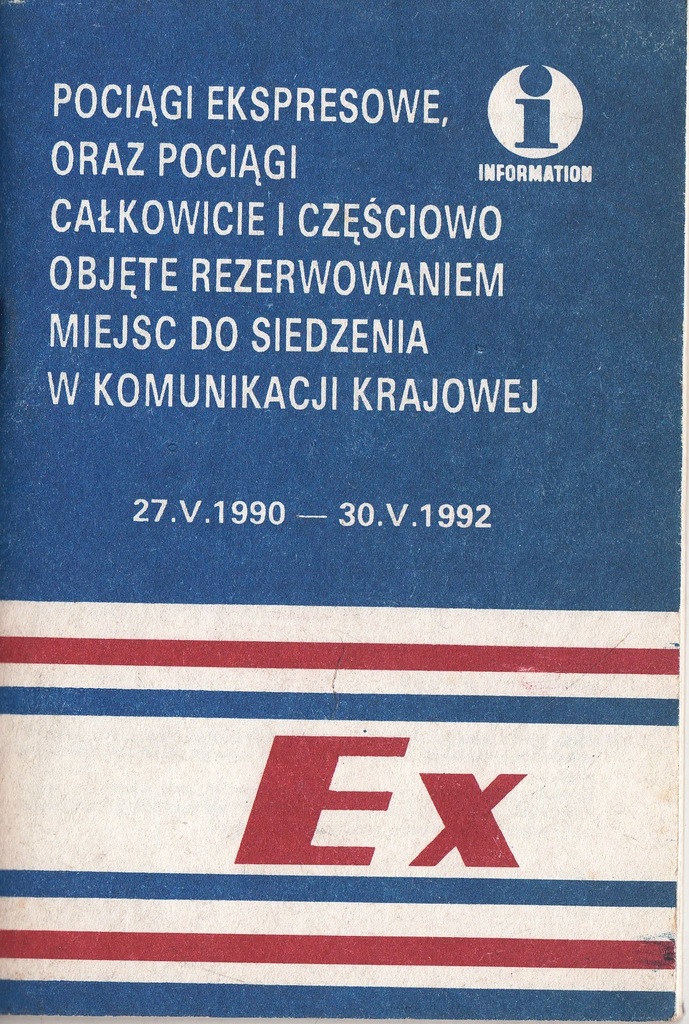 POCIĄGI EKSPRESOWE,
ORAZ POCIĄGI
CAŁKOWICIE I CZĘŚCIOWO
OBJĘTE REZERWOWANIEM
MIEJSC DO SIEDZENIA
W KOMUNIKACJI KRAJOWEJ
i
INFORMATION
27.V.1990 — 30.V.1992
Ex